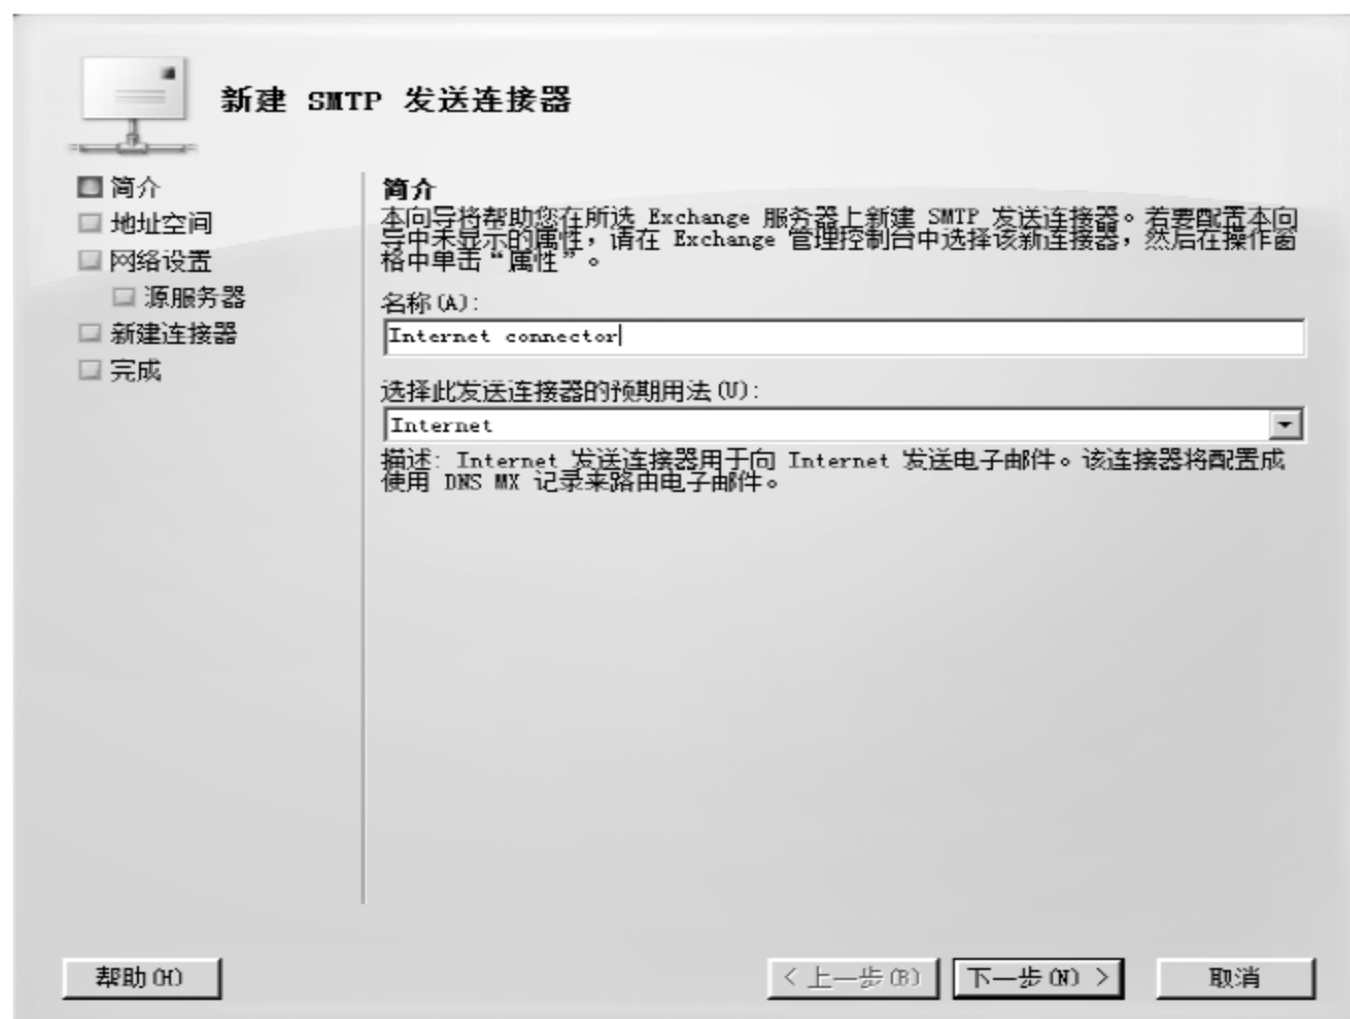 新建 SMTP 发送连接器
简介
地址空间
网络设置
源服务器
新建连接器
完成
简介
本向导将帮助您在所选 Exchange 服务器上新建 SMTP 发送连接器。若要配置本向
导中未显示的属性，请在 Exchange 管理控制台中选择该新连接器，然后在操作窗
格中单击“属性”。
名称(A):
Internet connector
选择此发送连接器的预期用法(U):
Internet
描述: Internet 发送连接器用于向 Internet 发送电子邮件。该连接器将配置成
使用 DNS MX 记录来路由电子邮件。
帮助(H)
< 上一步(B)
下一步(N) >
取消